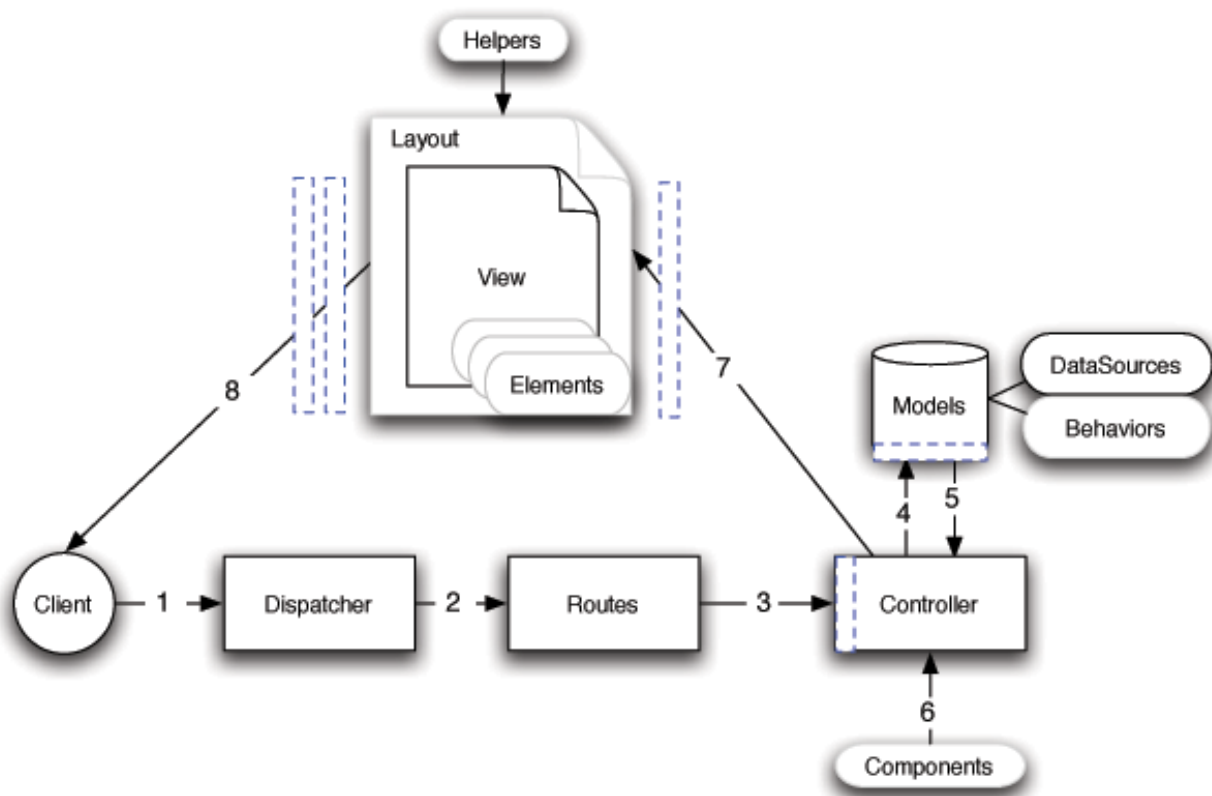 Helpers
Layout
View
Elements
8
7
DataSources
Models
Behaviors
4
5
Client
1
Dispatcher
2
Routes
3
Controller
6
Components